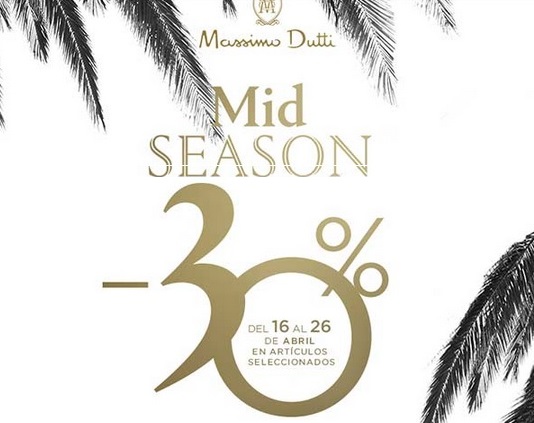 Massimo Dutti
Mid
SEASON
-30%
DEL 16 AL 26
DE ABRIL
EN ARTÍCULOS
SELECCIONADOS